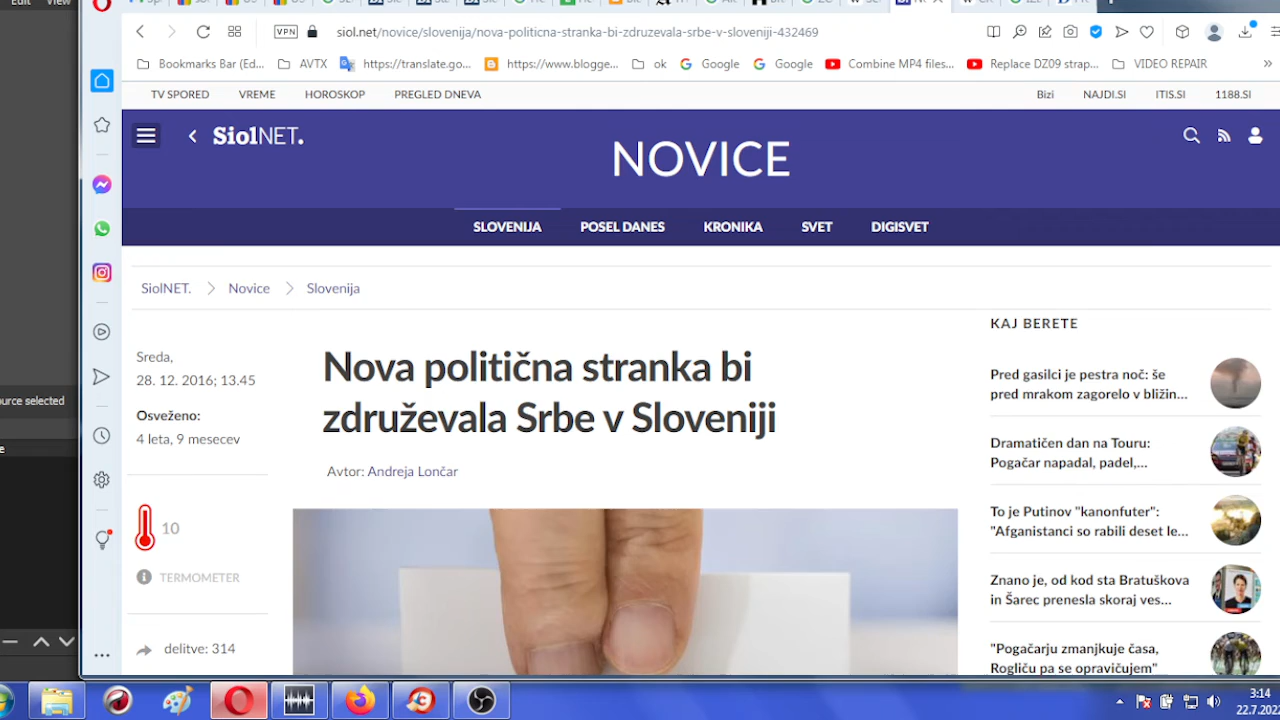 Edit View
VPN siol.net/novice/slovenija/nova-politicna-stranka-bi-zdruzevala-srbe-v-sloveniji-432469
Bookmarks Bar (Ed... AVTX https://translate.go... https://www.blogge... ok Google Google Combine MP4 files... Replace DZ09 strap... VIDEO REPAIR »
TV SPORED VREME HOROSKOP PREGLED DNEVA Bizi NAJDI.SI ITIS.SI 1188.SI
SiolNET.
NOVICE
SLOVENIJA POSEL DANES KRONIKA SVET DIGISVET
SiolNET. Novice Slovenija
Sreda,
28. 12. 2016; 13.45
Osveženo:
4 leta, 9 mesecev
10
TERMOMETER
delitve: 314
Nova politična stranka bi
združevala Srbe v Sloveniji
Avtor: Andreja Lončar
KAJ BERETE
Pred gasilci je pestra noč: še
pred mrakom zagorelo v bližin...
Dramatičen dan na Touru:
Pogačar napadal, padel,...
To je Putinov "kanonfuter":
"Afganistanci so rabili deset le...
Znano je, od kod sta Bratuškova
in Šarec prenesla skoraj ves...
"Pogačarju zmanjkuje časa,
Rogliču pa se opravičujem"
ource selected
3:14
22.7.202